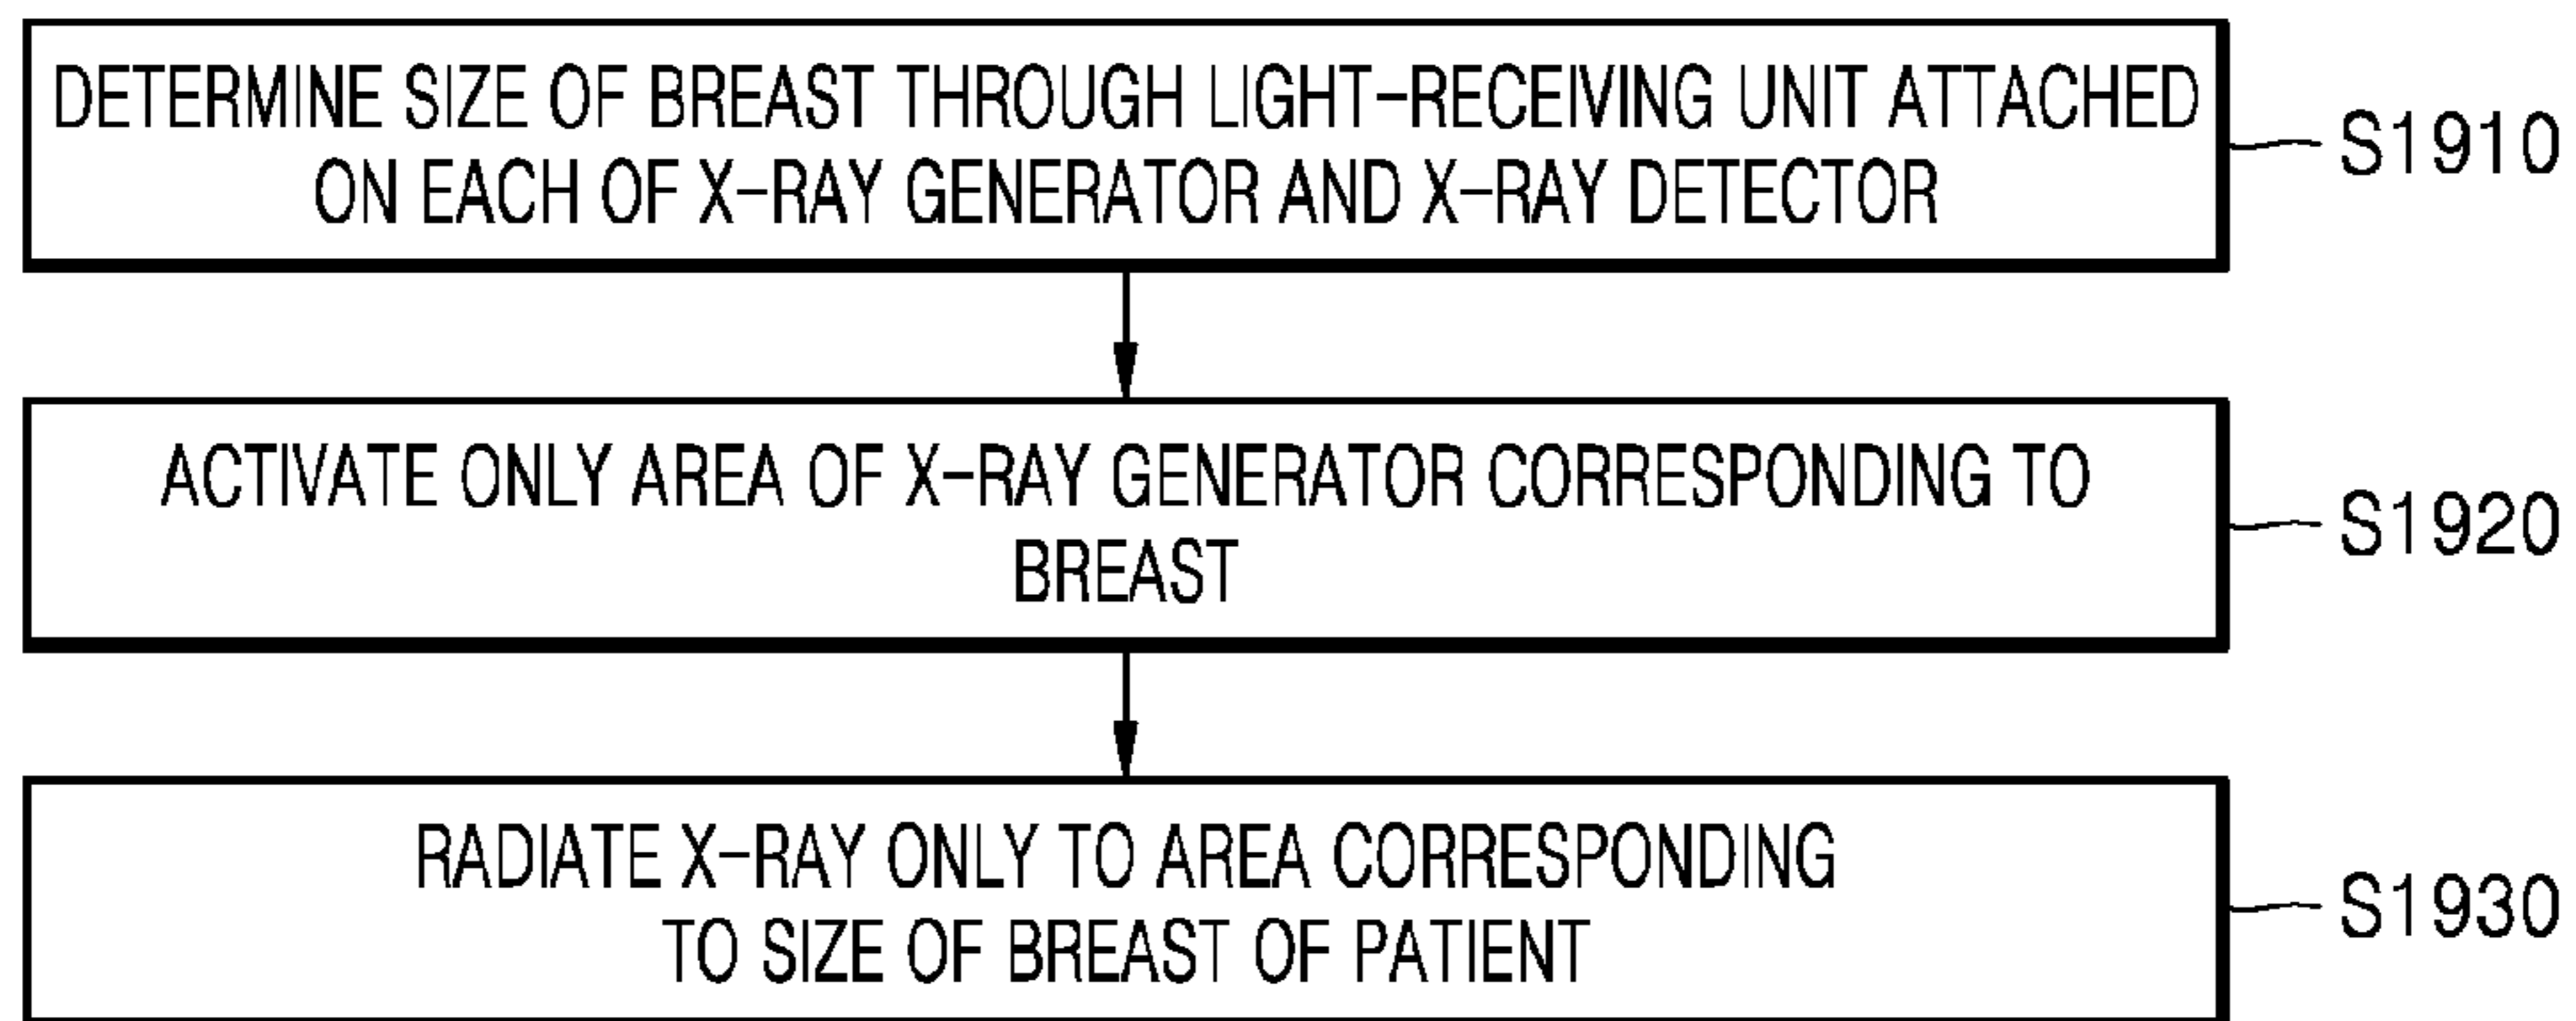 DETERMINE SIZE OF BREAST THROUGH LIGHT-RECEIVING UNIT ATTACHED
ON EACH OF X-RAY GENERATOR AND X-RAY DETECTOR
S1910
ACTIVATE ONLY AREA OF X-RAY GENERATOR CORRESPONDING TO
BREAST
S1920
RADIATE X-RAY ONLY TO AREA CORRESPONDING
TO SIZE OF BREAST OF PATIENT
S1930